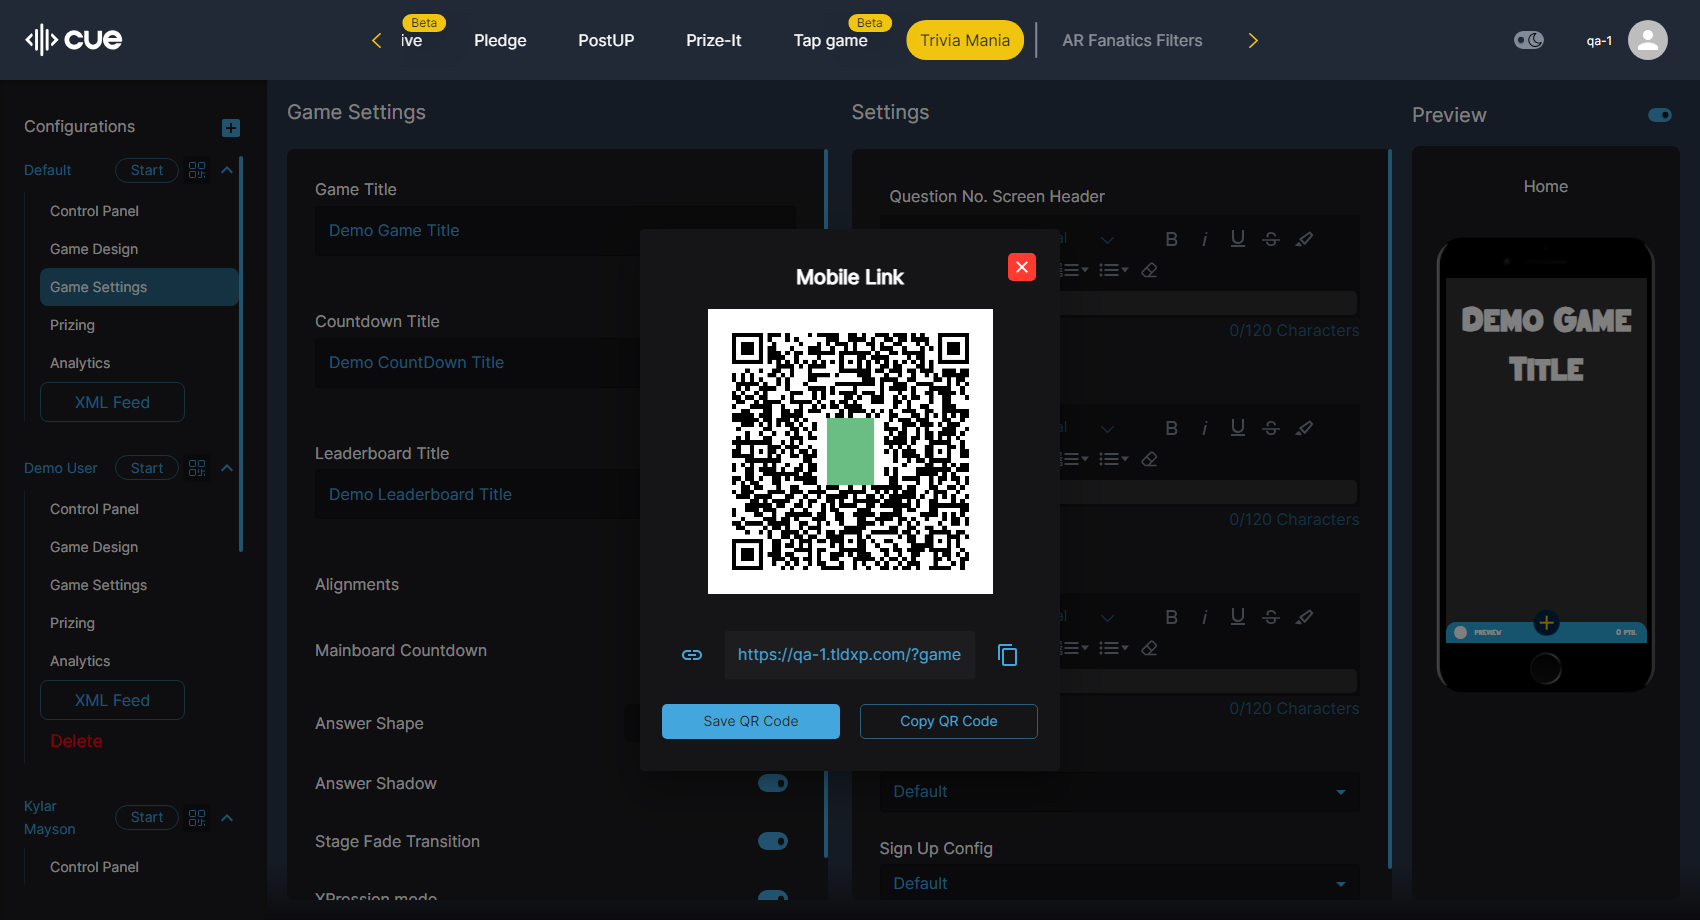 cue
Beta
ive
Pledge
PostUP
Prize-It
Beta
Tap game
Trivia Mania
AR Fanatics Filters
qa-1
Configurations
Default
Start
Control Panel
Game Design
Game Settings
Prizing
Analytics
XML Feed
Demo User
Start
Control Panel
Game Design
Game Settings
Prizing
Analytics
XML Feed
Delete
Kylar
Mayson
Start
Control Panel
Game Settings
Game Title
Demo Game Title
Countdown Title
Demo CountDown Title
Leaderboard Title
Demo Leaderboard Title
Alignments
Mainboard Countdown
Answer Shape
Answer Shadow
Stage Fade Transition
XPression mode
Mobile Link
https://qa-1.tldxp.com/?game
Save QR Code
Copy QR Code
Settings
Question No. Screen Header
al
B i U S
0/120 Characters
al
B i U S
0/120 Characters
al
B i U S
0/120 Characters
Default
Sign Up Config
Default
Preview
Home
Demo Game
Title
PREVIEW
0 PTS.